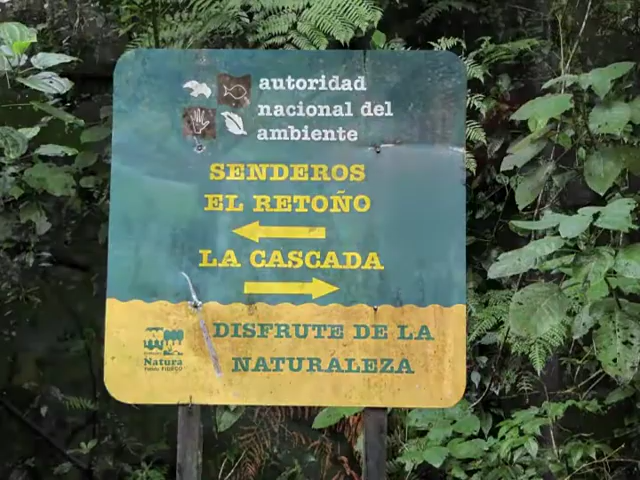 autoridad
nacional del
ambiente
SENDEROS
EL RETOÑO
LA CASCADA
DISFRUTE DE LA
NATURALEZA
Natura